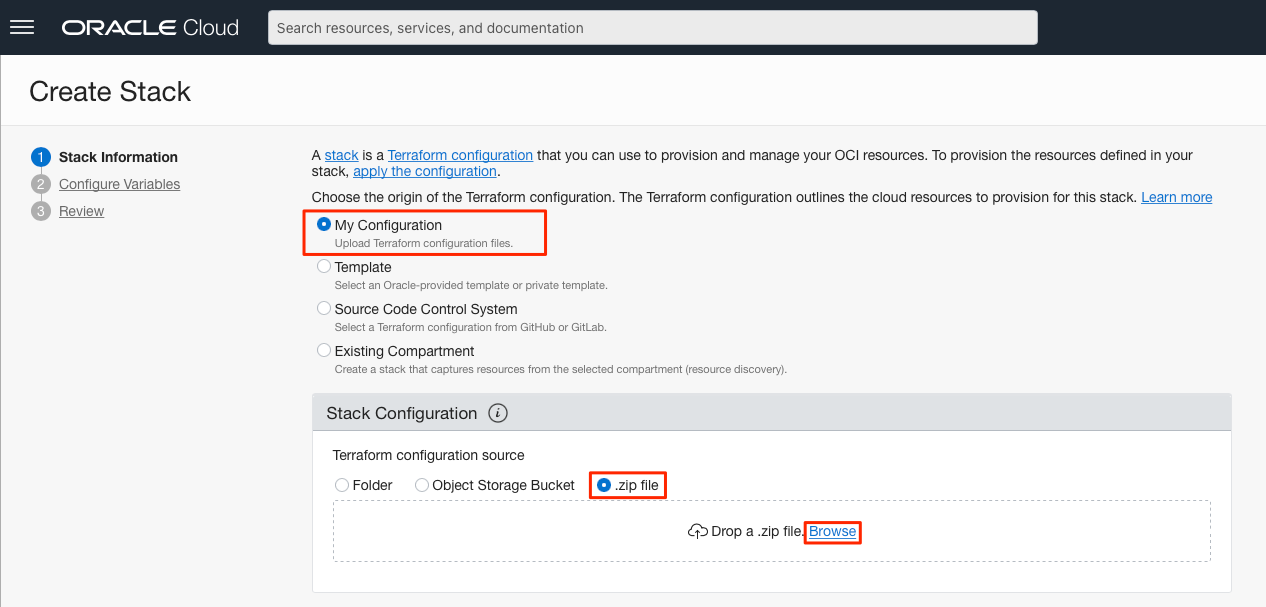 ORACLE Cloud
Search resources, services, and documentation
Create Stack
1 Stack Information
2 Configure Variables
3 Review
A stack is a Terraform configuration that you can use to provision and manage your OCI resources. To provision the resources defined in your
stack, apply the configuration.
Choose the origin of the Terraform configuration. The Terraform configuration outlines the cloud resources to provision for this stack. Learn more
My Configuration
Upload Terraform configuration files.
Template
Select an Oracle-provided template or private template.
Source Code Control System
Select a Terraform configuration from GitHub or GitLab.
Existing Compartment
Create a stack that captures resources from the selected compartment (resource discovery).
Stack Configuration i
Terraform configuration source
Folder Object Storage Bucket .zip file
Drop a .zip file. Browse